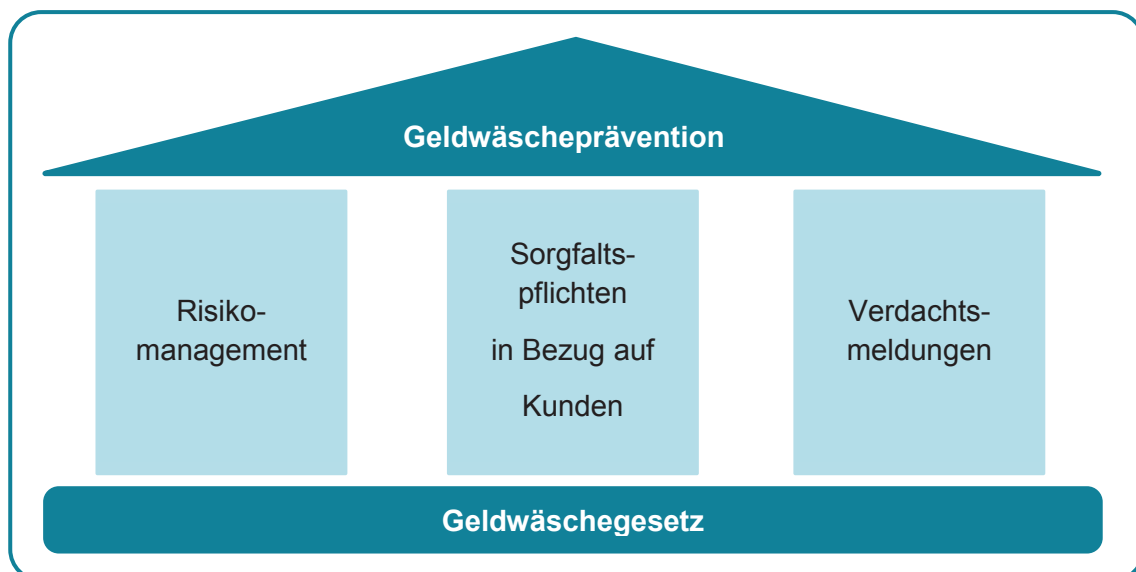 Geldwäscheprävention
Risiko-
management
Sorgfalts-
pflichten
in Bezug auf
Kunden
Verdachts-
meldungen
Geldwäschegesetz